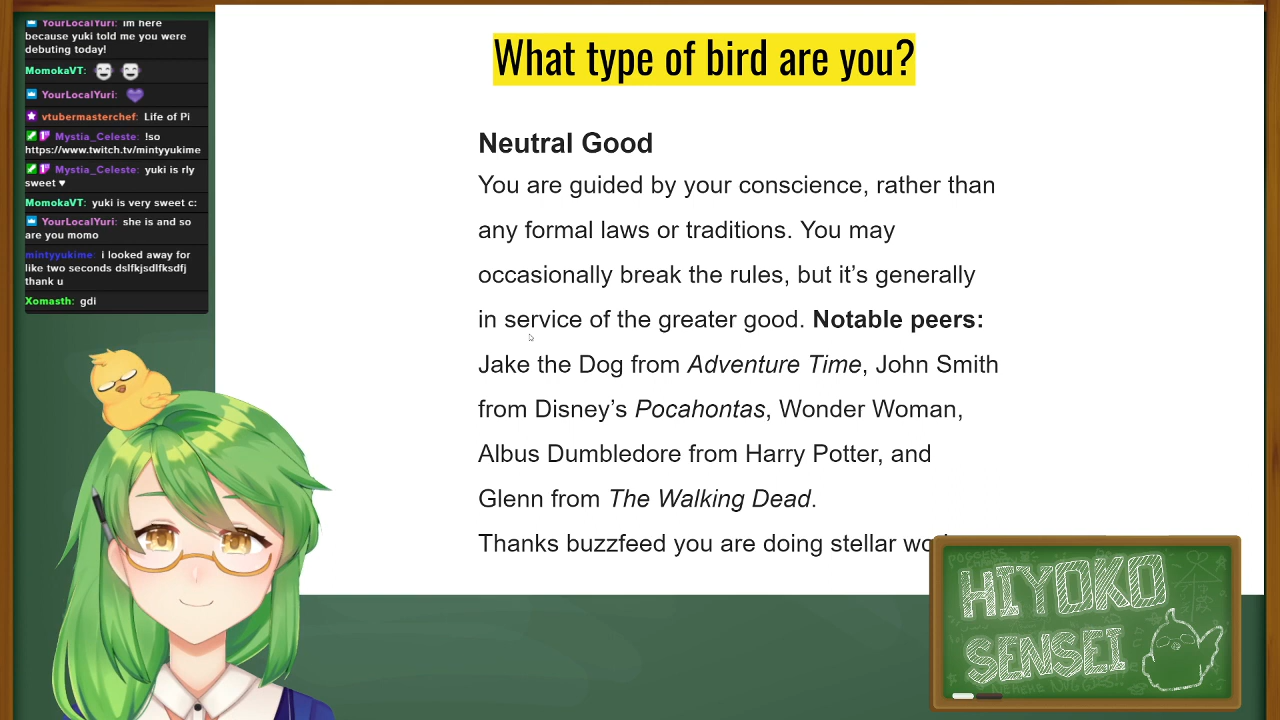 YourLocalYuri: im here
because yuki told me you were
debuting today!
MomokaVT:
YourLocalYuri:
vtubermasterchef: Life of Pi
Mystia_Celeste: !so
https://www.twitch.tv/mintyyukime
Mystia_Celeste: yuki is rly
sweet ♥
MomokaVT: yuki is very sweet c:
YourLocalYuri: she is and so
are you momo
mintyyukime: i looked away for
like two seconds dslfkjsdlfksdfj
thank u
Xomasth: gdi
What type of bird are you?
Neutral Good
You are guided by your conscience, rather than
any formal laws or traditions. You may
occasionally break the rules, but it’s generally
in service of the greater good. Notable peers:
Jake the Dog from Adventure Time, John Smith
from Disney’s Pocahontas, Wonder Woman,
Albus Dumbledore from Harry Potter, and
Glenn from The Walking Dead.
Thanks buzzfeed you are doing stellar
HIYOKO
SENSEI